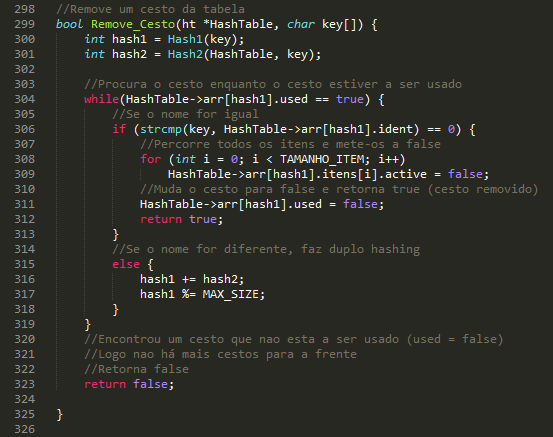 298 //Remove um cesto da tabela
299 bool Remove_Cesto(ht *HashTable, char key[]) {
300     int hash1 = Hash1(key);
301     int hash2 = Hash2(HashTable, key);
302
303     //Procura o cesto enquanto o cesto estiver a ser usado
304     while(HashTable->arr[hash1].used == true) {
305         //Se o nome for igual
306         if (strcmp(key, HashTable->arr[hash1].ident) == 0) {
307             //Percorre todos os itens e mete-os a false
308             for (int i = 0; i < TAMANHO_ITEM; i++)
309                 HashTable->arr[hash1].itens[i].active = false;
310             //Muda o cesto para false e retorna true (cesto removido)
311             HashTable->arr[hash1].used = false;
312             return true;
313         }
314         //Se o nome for diferente, faz duplo hashing
315         else {
316             hash1 += hash2;
317             hash1 %= MAX_SIZE;
318         }
319     }
320     //Encontrou um cesto que nao esta a ser usado (used = false)
321     //Logo nao há mais cestos para a frente
322     //Retorna false
323     return false;
324
325 }
326